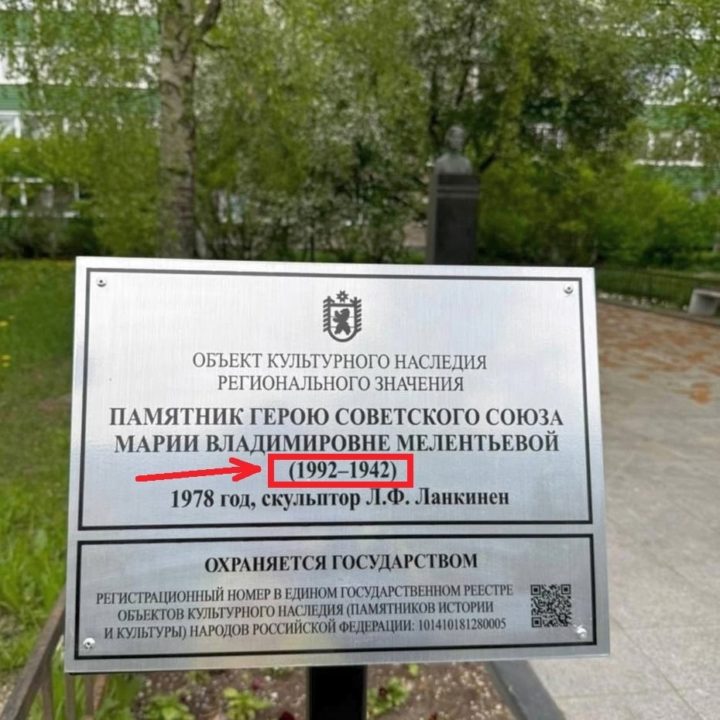 ОБЪЕКТ КУЛЬТУРНОГО НАСЛЕДИЯ
РЕГИОНАЛЬНОГО ЗНАЧЕНИЯ
ПАМЯТНИК ГЕРОЮ СОВЕТСКОГО СОЮЗА
МАРИИ ВЛАДИМИРОВНЕ МЕЛЕНТЬЕВОЙ
(1992–1942)
1978 год, скульптор Л.Ф. Ланкинен
ОХРАНЯЕТСЯ ГОСУДАРСТВОМ
РЕГИСТРАЦИОННЫЙ НОМЕР В ЕДИНОМ ГОСУДАРСТВЕННОМ РЕЕСТРЕ
ОБЪЕКТОВ КУЛЬТУРНОГО НАСЛЕДИЯ (ПАМЯТНИКОВ ИСТОРИИ
И КУЛЬТУРЫ) НАРОДОВ РОССИЙСКОЙ ФЕДЕРАЦИИ: 101410181280005